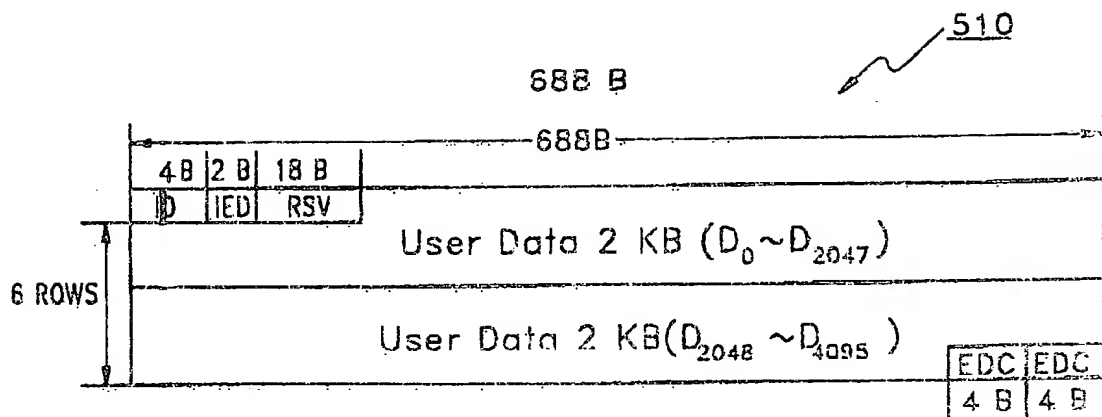 510
688 B
688B
4B 2 B 18 B
ID IED RSV
User Data 2 KB (D0~D2047)
6 ROWS
User Data 2 KB(D2048 ~D4095 )
EDC EDC
4 B 4 B